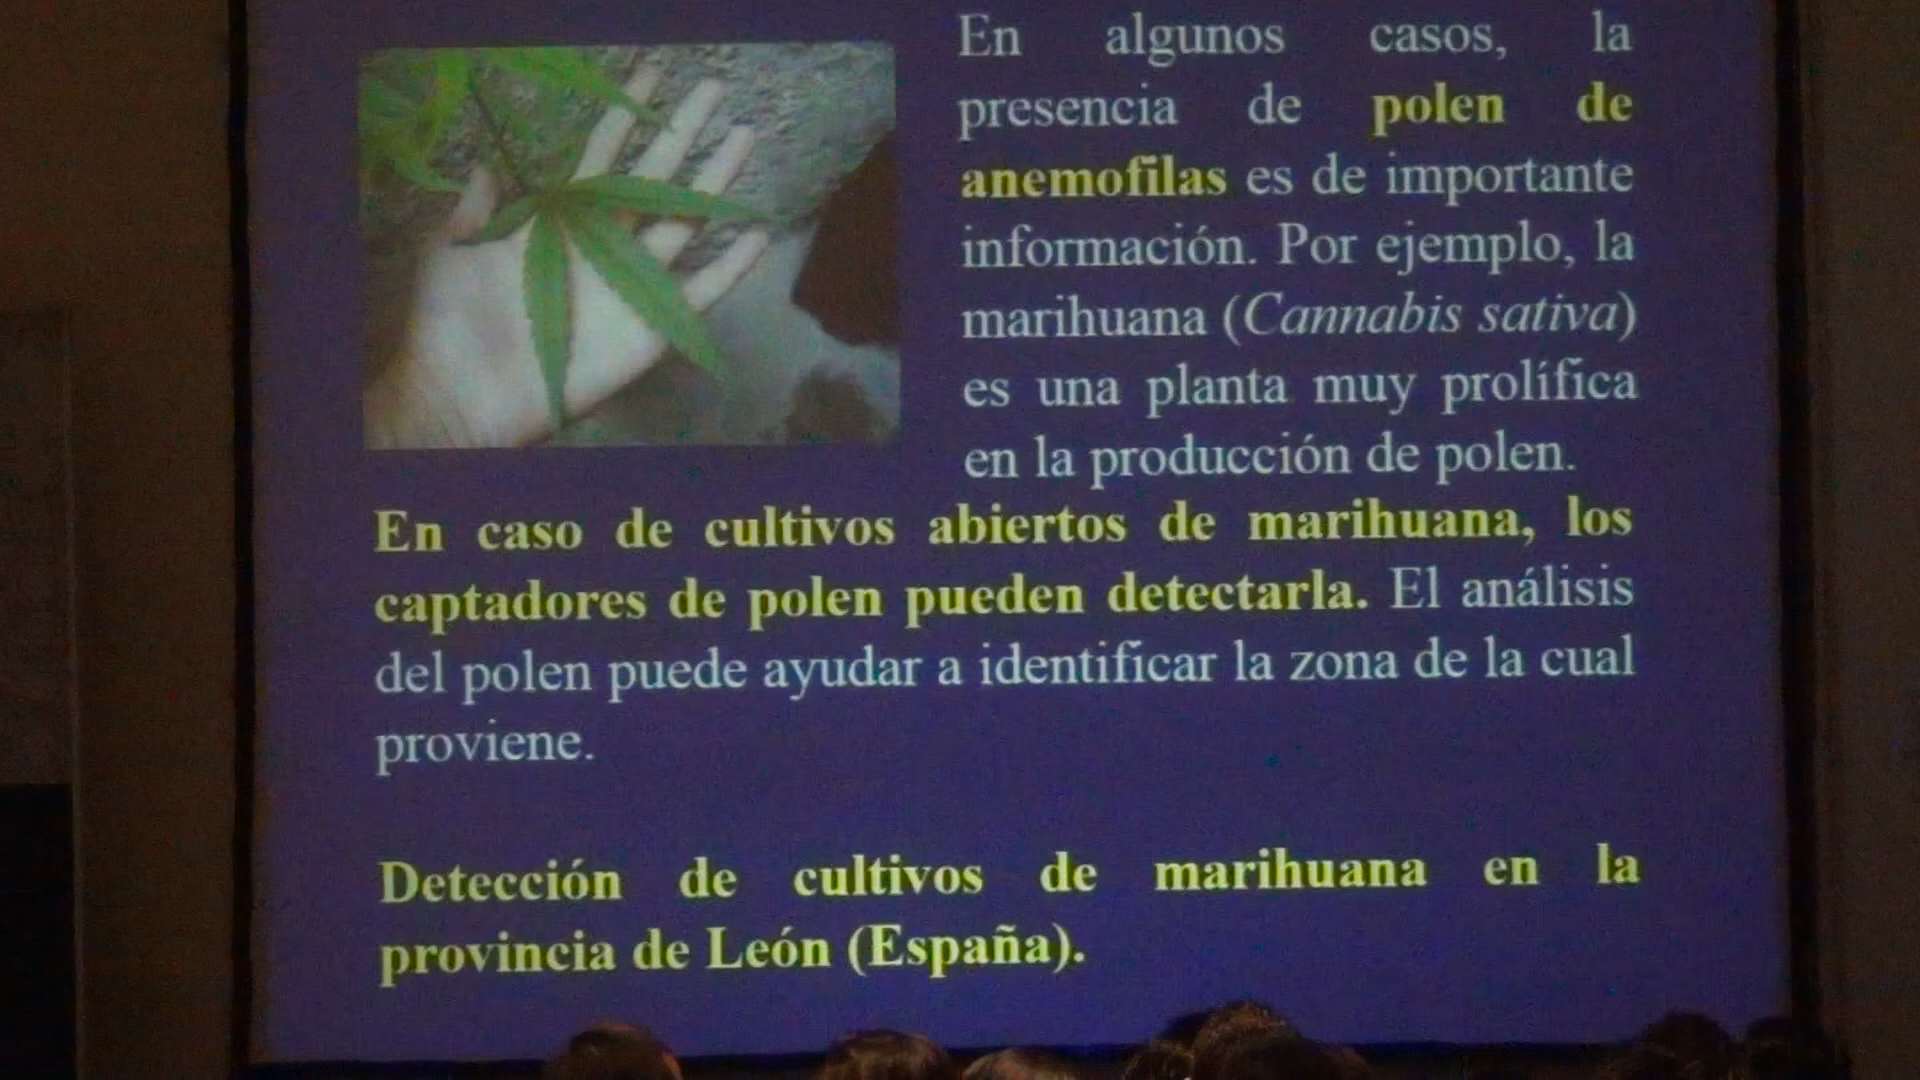 En algunos casos, la
presencia de polen de
anemofilas es de importante
información. Por ejemplo, la
marihuana (Cannabis sativa)
es una planta muy prolífica
en la producción de polen.
En caso de cultivos abiertos de marihuana, los
captadores de polen pueden detectarla. El análisis
del polen puede ayudar a identificar la zona de la cual
proviene.
Detección de cultivos de marihuana en la
provincia de León (España).